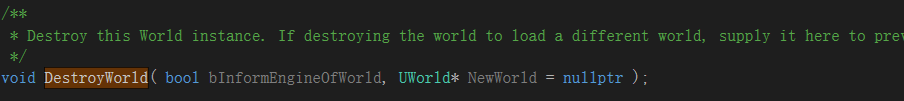 /**
* Destroy this World instance. If destroying the world to load a different world, supply it here to prev
*/
void DestroyWorld( bool bInformEngineOfWorld, UWorld* NewWorld = nullptr );